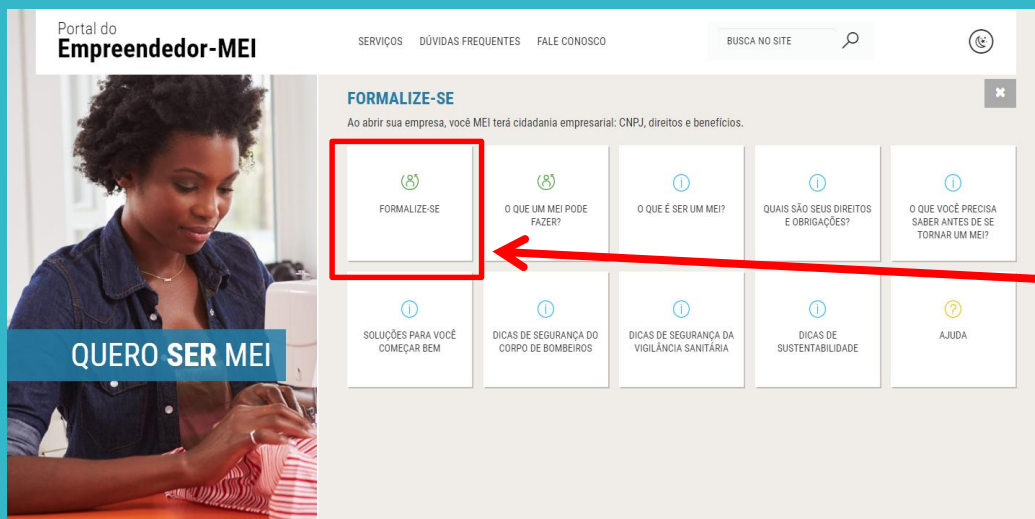 Portal do
Empreendedor-MEI
SERVIÇOS DÚVIDAS FREQUENTES FALE CONOSCO
BUSCA NO SITE
FORMALIZE-SE
Ao abrir sua empresa, você MEI terá cidadania empresarial: CNPJ, direitos e benefícios.
FORMALIZE-SE
O QUE UM MEI PODE
FAZER?
O QUE É SER UM MEI?
QUAIS SÃO SEUS DIREITOS
E OBRIGAÇÕES?
O QUE VOCÊ PRECISA
SABER ANTES DE SE
TORNAR UM MEI?
SOLUÇÕES PARA VOCÊ
COMEÇAR BEM
DICAS DE SEGURANÇA DO
CORPO DE BOMBEIROS
DICAS DE SEGURANÇA DA
VIGILÂNCIA SANITÁRIA
DICAS DE
SUSTENTABILIDADE
AJUDA
QUERO SER MEI